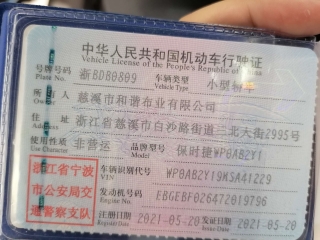 中华人民共和国机动车行驶证
Vehicle License of the People's Republic of China
号牌号码 Plate No. 浙BDB0809 车辆类型 Vehicle Type 小型轿车
所有人 Owner 慈溪市和谐布业有限公司
住址 Address 浙江省慈溪市白沙路街道三北大街2995号
使用性质 Use Character 非营运 品牌型号 Model 保时捷WP0AB2Y1
浙江省宁波
市公安局交
通警察支队
车辆识别代号 VIN WP0AB2Y19MSA41229
发动机号码 Engine No. EBGEBF026472019796
注册日期 2021-05-20 发证日期 2021-05-20